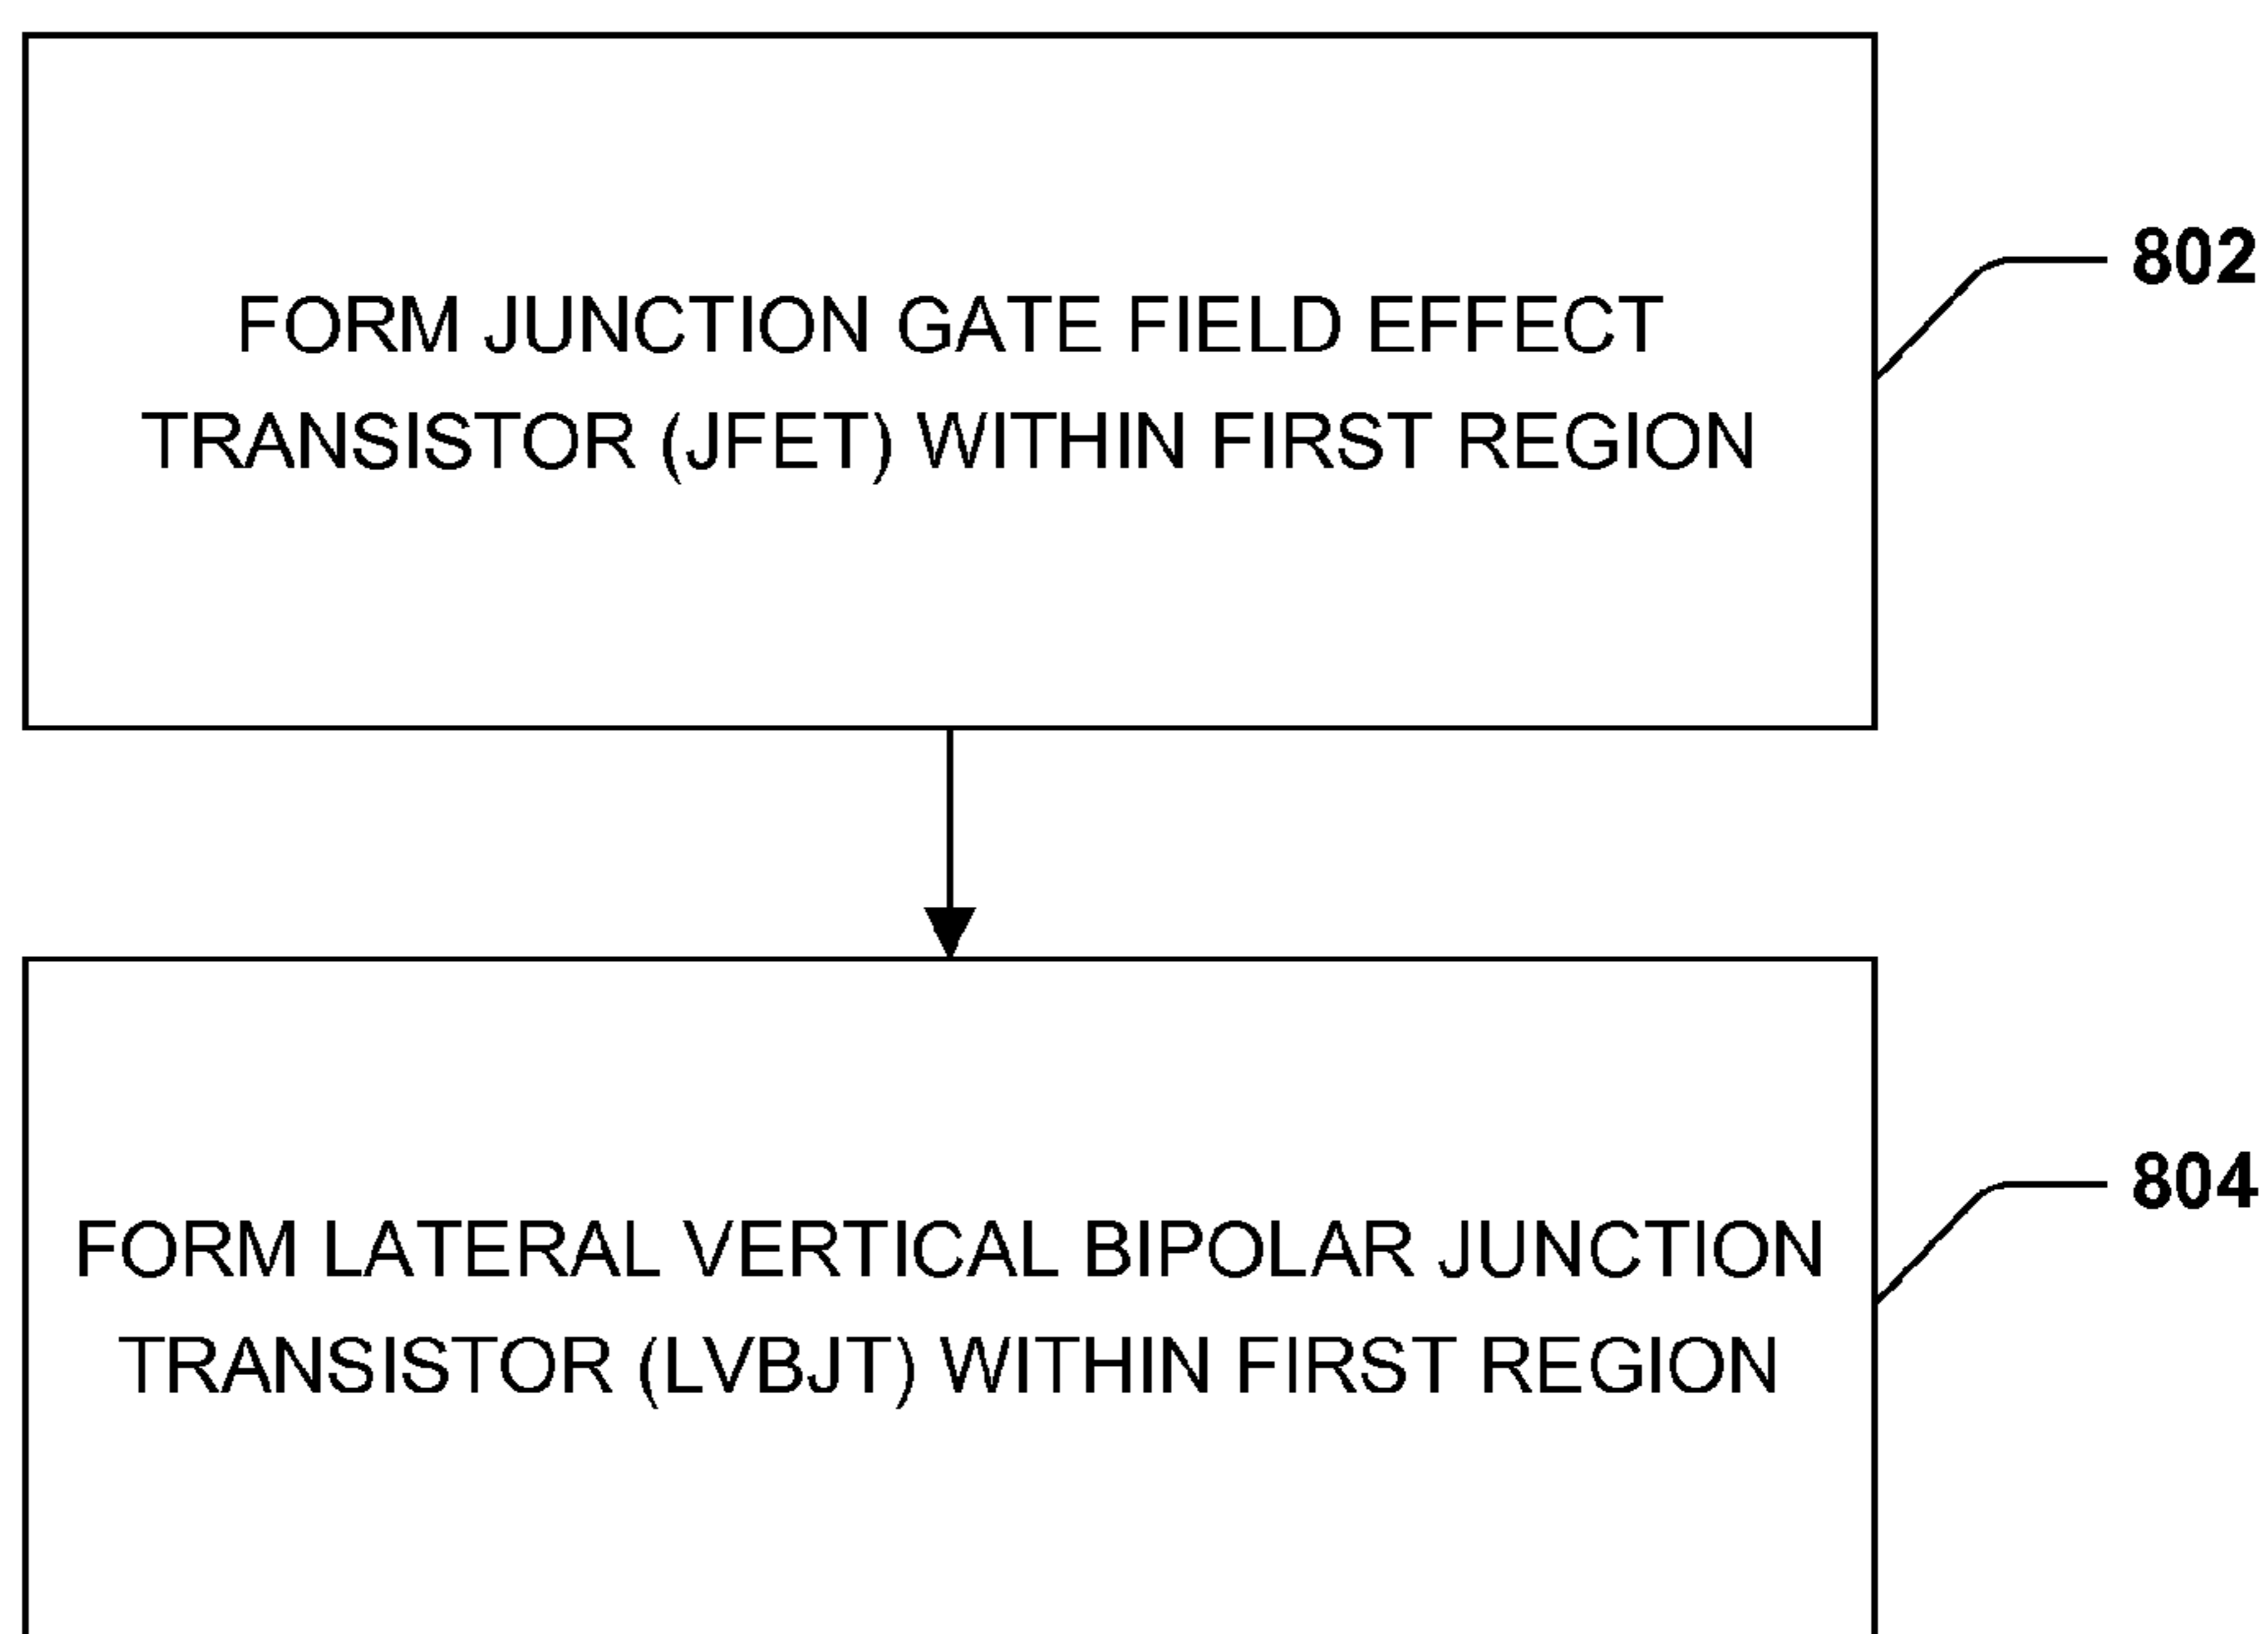 FORM JUNCTION GATE FIELD EFFECT
TRANSISTOR (JFET) WITHIN FIRST REGION
802
FORM LATERAL VERTICAL BIPOLAR JUNCTION
TRANSISTOR (LVBJT) WITHIN FIRST REGION
804